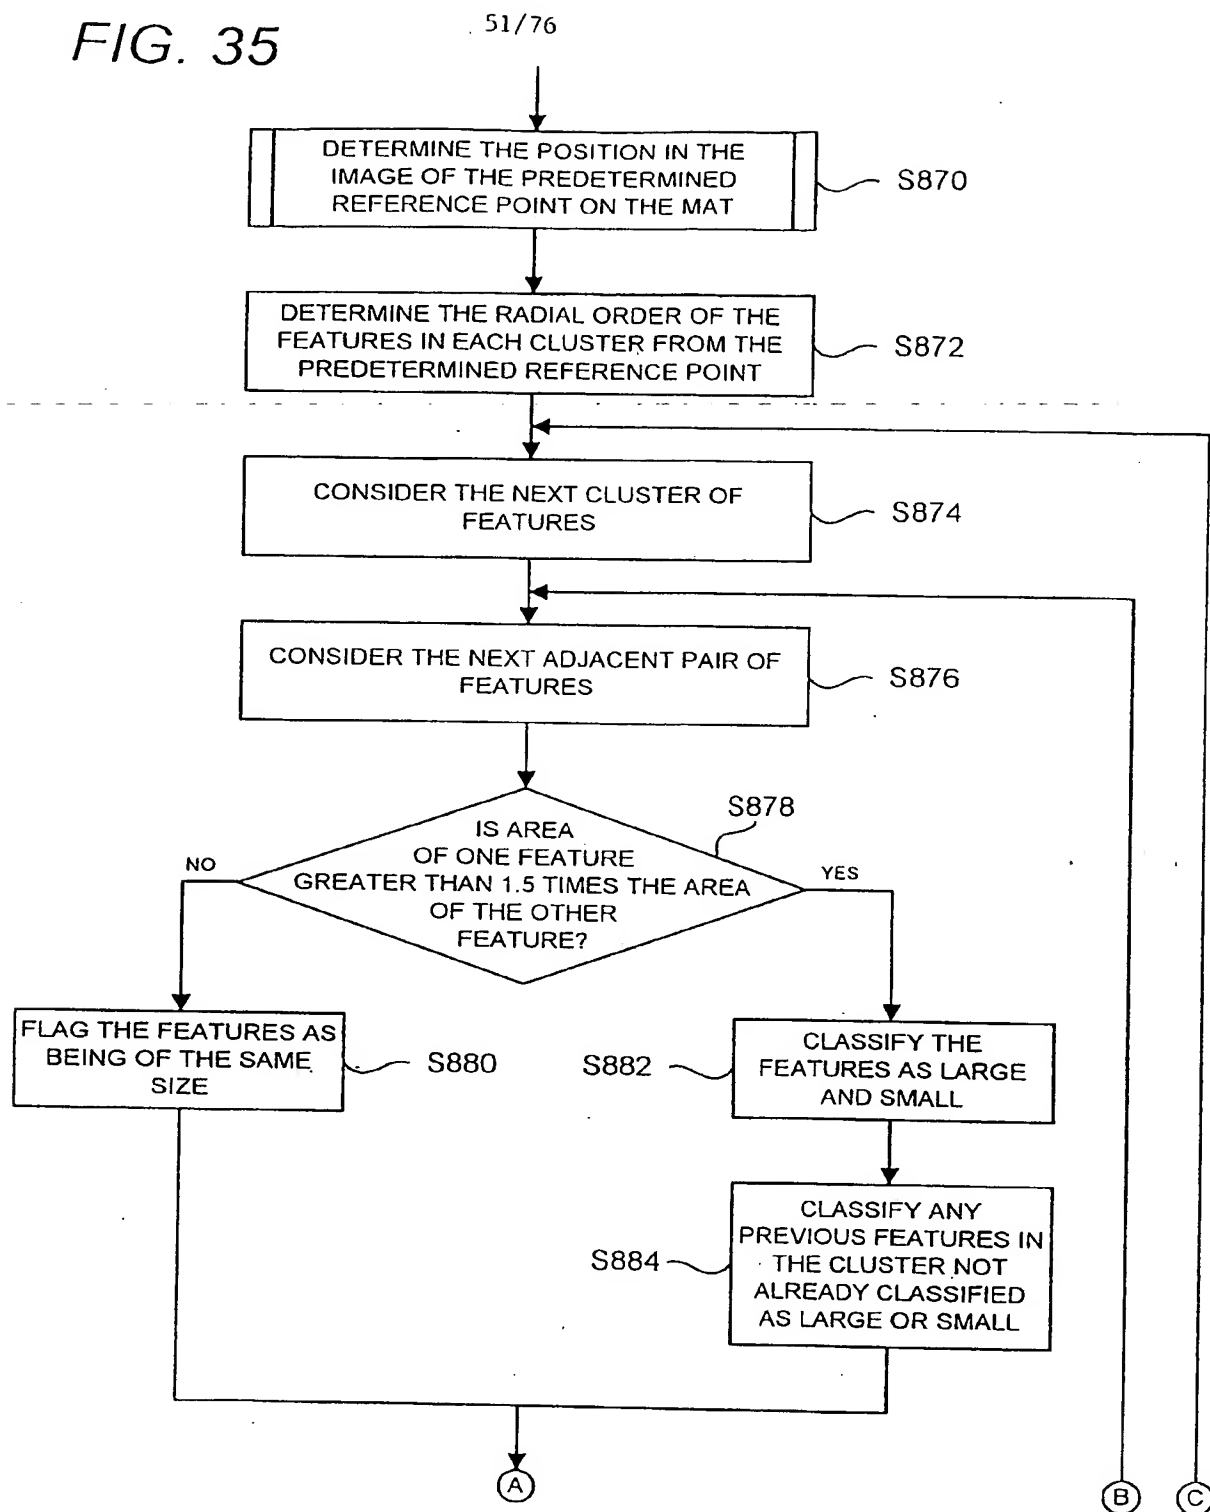 FIG. 35
51/76
DETERMINE THE POSITION IN THE
IMAGE OF THE PREDETERMINED
REFERENCE POINT ON THE MAT
S870
DETERMINE THE RADIAL ORDER OF THE
FEATURES IN EACH CLUSTER FROM THE
PREDETERMINED REFERENCE POINT
S872
CONSIDER THE NEXT CLUSTER OF
FEATURES
S874
CONSIDER THE NEXT ADJACENT PAIR OF
FEATURES
S876
S878
IS AREA
OF ONE FEATURE
GREATER THAN 1.5 TIMES THE AREA
OF THE OTHER
FEATURE?
NO
YES
FLAG THE FEATURES AS
BEING OF THE SAME
SIZE
S880
S882
CLASSIFY THE
FEATURES AS LARGE
AND SMALL
S884
CLASSIFY ANY
PREVIOUS FEATURES IN
THE CLUSTER NOT
ALREADY CLASSIFIED
AS LARGE OR SMALL
A
B
C